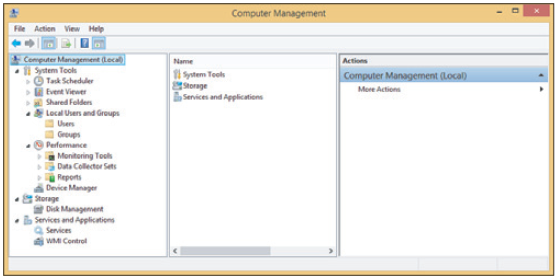 Computer Management
File Action View Help
Computer Management (Local)
System Tools
Task Scheduler
Event Viewer
Shared Folders
Local Users and Groups
Users
Groups
Performance
Monitoring Tools
Data Collector Sets
Reports
Device Manager
Storage
Disk Management
Services and Applications
Services
WMI Control
Name
System Tools
Storage
Services and Applications
Actions
Computer Management (Local)
More Actions